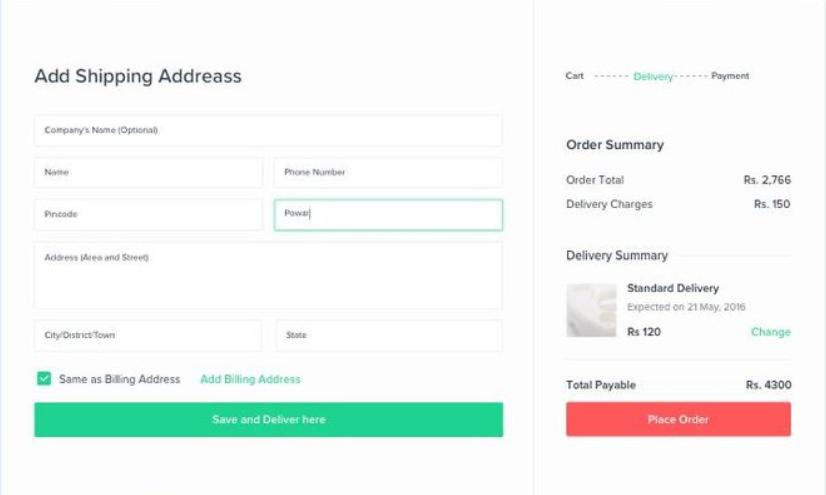 Add Shipping Addreass
Company's Name (Optional)
Name
Phone Number
Pincode
Powai
Address (Area and Street)
City/District/Town
State
Same as Billing Address
Add Billing Address
Save and Deliver here
Cart ------ Delivery ------ Payment
Order Summary
Order Total Rs. 2,766
Delivery Charges Rs. 150
Delivery Summary
Standard Delivery
Expected on 21 May, 2016
Rs 120 Change
Total Payable Rs. 4300
Place Order